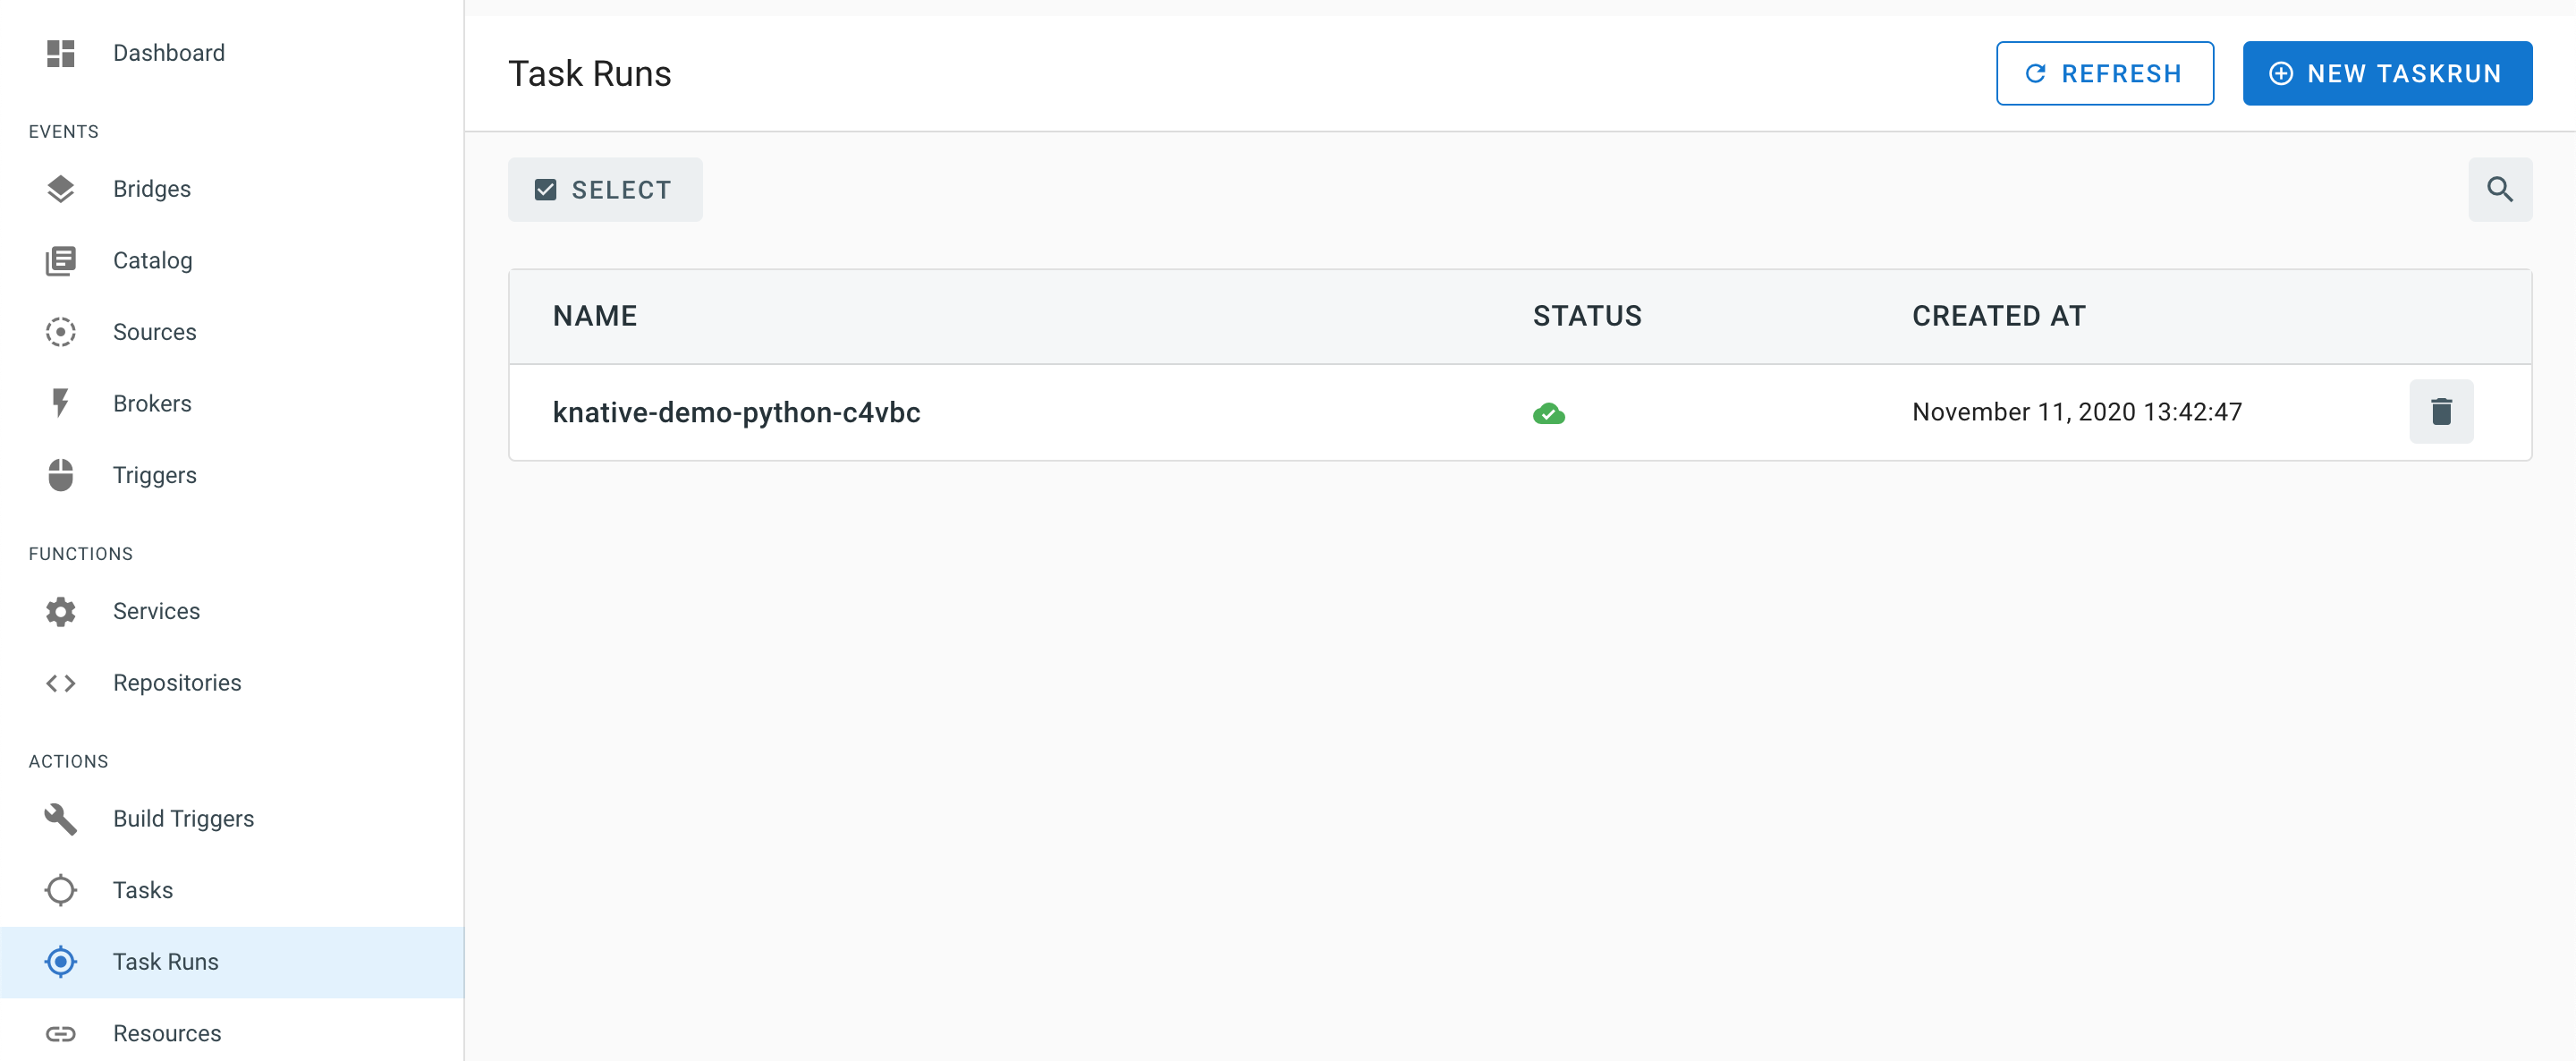 Dashboard
EVENTS
Bridges
Catalog
Sources
Brokers
Triggers
FUNCTIONS
Services
Repositories
ACTIONS
Build Triggers
Tasks
Task Runs
Resources
Task Runs
REFRESH
NEW TASKRUN
SELECT
NAME STATUS CREATED AT
knative-demo-python-c4vbc November 11, 2020 13:42:47